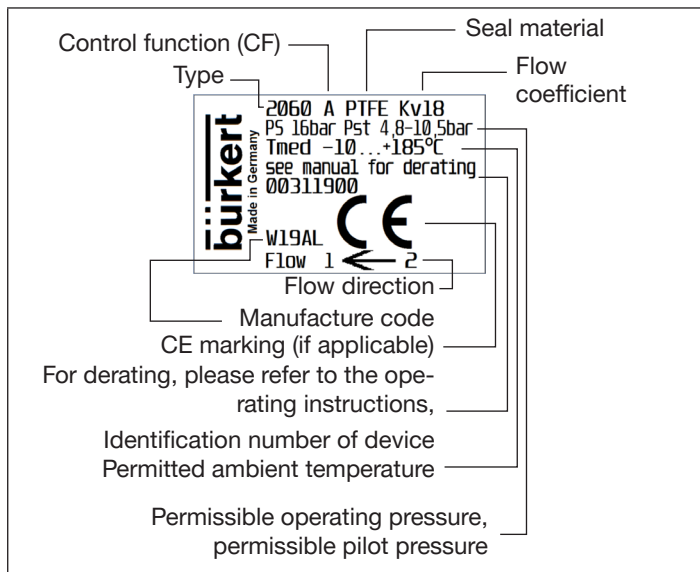 Control function (CF)
Seal material
Type
Flow
coefficient
bürkert
Made in Germany
2060 A PTFE Kv18
PS 16bar Pst 4,8-10,5bar
Tmed -10...+185°C
see manual for derating
00311900
CE
W19AL
Flow 1 ← 2
Flow direction
Manufacture code
CE marking (if applicable)
For derating, please refer to the ope-
rating instructions,
Identification number of device
Permitted ambient temperature
Permissible operating pressure,
permissible pilot pressure